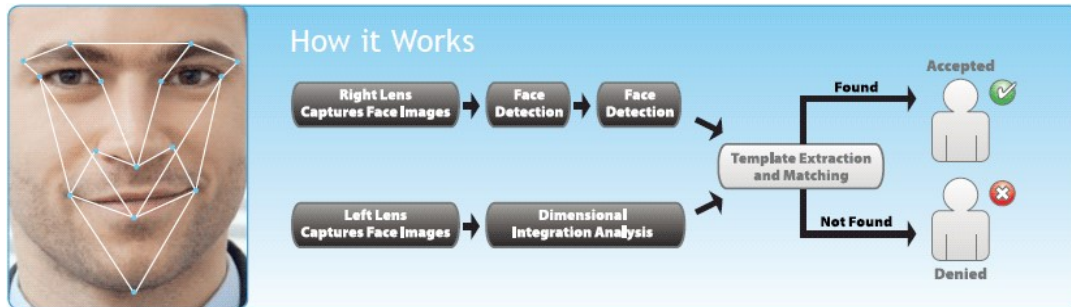 How it Works
Right Lens
Captures Face Images
Face
Detection
Face
Detection
Left Lens
Captures Face Images
Dimensional
Integration Analysis
Template Extraction
and Matching
Found
Accepted
Not Found
Denied